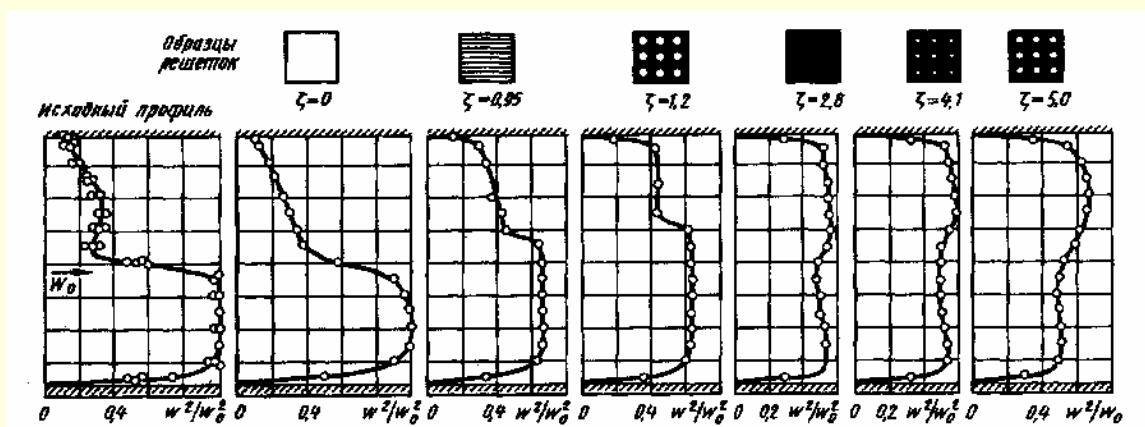 Образцы
решеток
ζ=0
ζ=0,95
ζ=1,2
ζ=2,8
ζ=4,1
ζ=5,0
Исходный профиль
W₀
0 0,4 w²/w₀²
0 0,4 w²/w₀²
0 0,4 w²/w₀²
0 0,4 w²/w₀²
0 0,2 w²/w₀²
0 0,2 w²/w₀²
0 0,4 w²/w₀